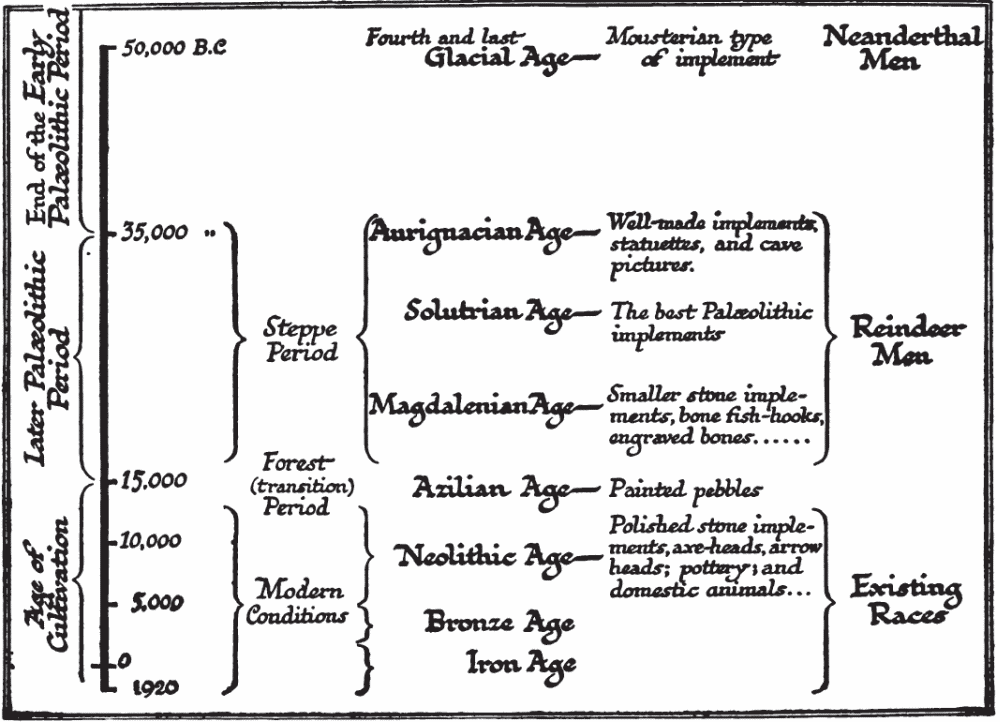 End of the Early
Palæolithic Period
Later Palæolithic
Period
Age of
Cultivation
50,000 B.C
35,000 "
15,000
10,000
5,000
0
1920
Steppe
Period
Forest
(transition)
Period
Modern
Conditions
Fourth and last
Glacial Age—
Aurignacian Age—
Solutrian Age—
Magdalenian Age—
Azilian Age—
Neolithic Age—
Bronze Age
Iron Age
Mousterian type
of implement
Well-made implements,
statuettes, and cave
pictures.
The best Palæolithic
implements
Smaller stone imple-
ments, bone fish-hooks,
engraved bones......
Painted pebbles
Polished stone imple-
ments, axe-heads, arrow
heads; pottery; and
domestic animals...
Neanderthal
Men
Reindeer
Men
Existing
Races